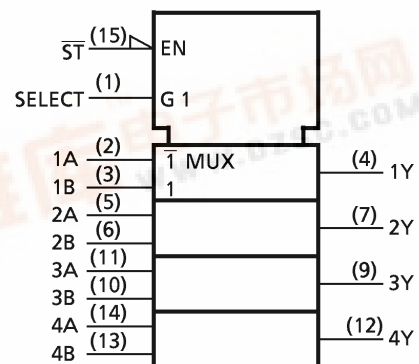 S̅T̅ (15) EN
SELECT (1) G 1
1A (2) 1̅ MUX (4) 1Y
1B (3) 1
2A (5) (7) 2Y
2B (6)
3A (11) (9) 3Y
3B (10)
4A (14) (12) 4Y
4B (13)